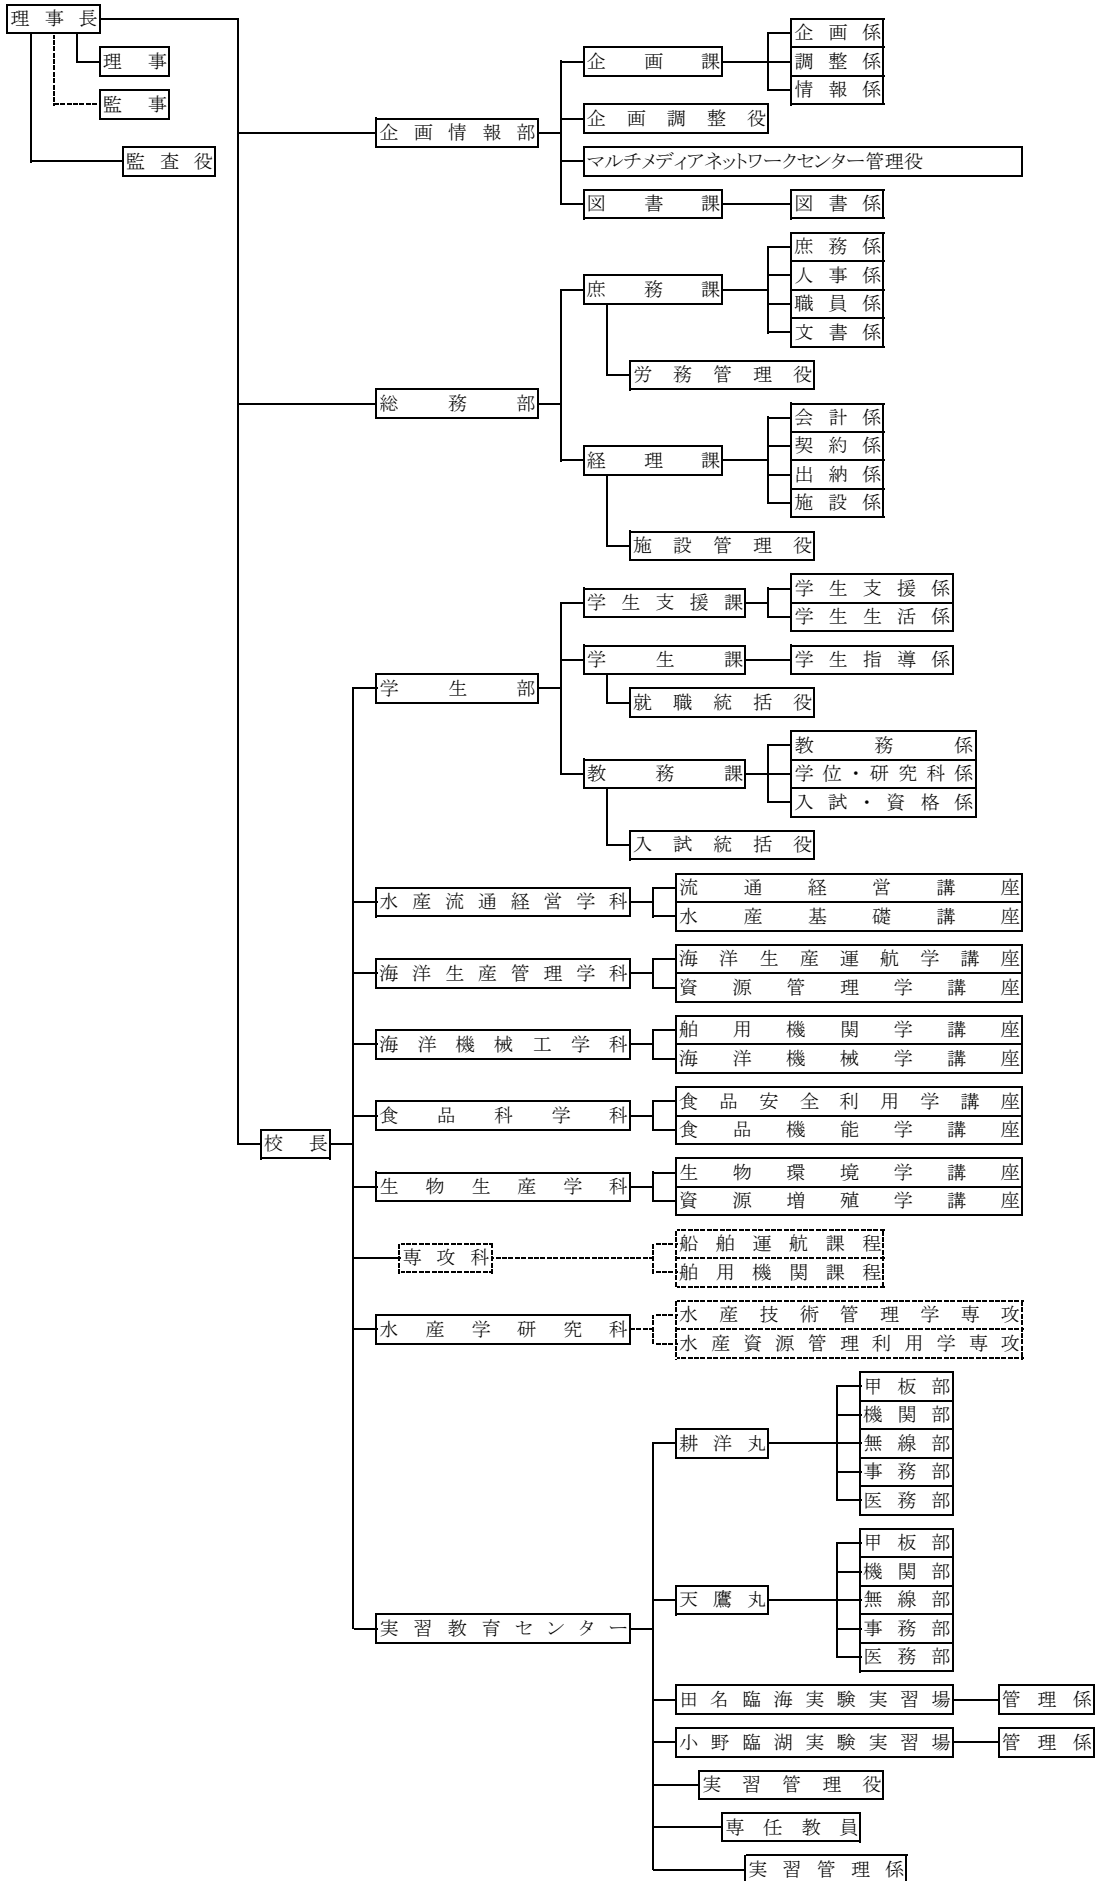 理事長
理事
監事
監査役
企画情報部
企画課
企画係
調整係
情報係
企画調整役
マルチメディアネットワークセンター管理役
図書課
図書係
総務部
庶務課
庶務係
人事係
職員係
文書係
労務管理役
経理課
会計係
契約係
出納係
施設係
施設管理役
校長
学生部
学生支援課
学生支援係
学生生活係
学生課
学生指導係
就職統括役
教務課
教務係
学位・研究科係
入試・資格係
入試統括役
水産流通経営学科
流通経営講座
水産基礎講座
海洋生産管理学科
海洋生産運航学講座
資源管理学講座
海洋機械工学科
舶用機関学講座
海洋機械学講座
食品科学科
食品安全利用学講座
食品機能学講座
生物生産学科
生物環境学講座
資源増殖学講座
専攻科
船舶運航課程
舶用機関課程
水産学研究科
水産技術管理学専攻
水産資源管理利用学専攻
実習教育センター
耕洋丸
甲板部
機関部
無線部
事務部
医務部
天鷹丸
甲板部
機関部
無線部
事務部
医務部
田名臨海実験実習場
管理係
小野臨湖実験実習場
管理係
実習管理役
専任教員
実習管理係